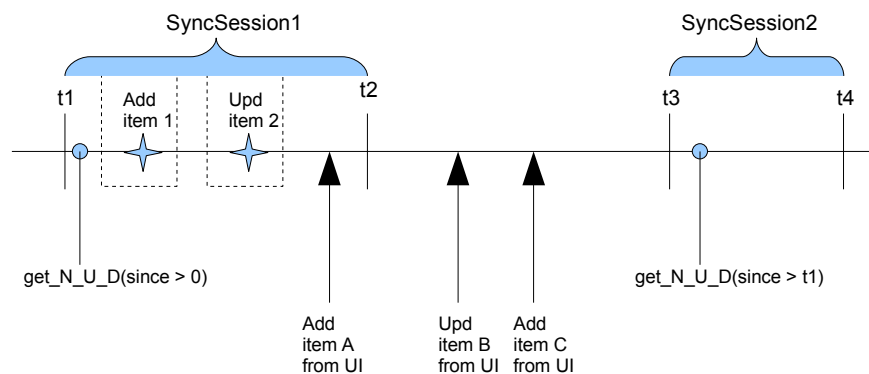 SyncSession1
SyncSession2
t1
t2
t3
t4
Add
item 1
Upd
item 2
get_N_U_D(since > 0)
get_N_U_D(since > t1)
Add
item A
from UI
Upd
item B
from UI
Add
item C
from UI